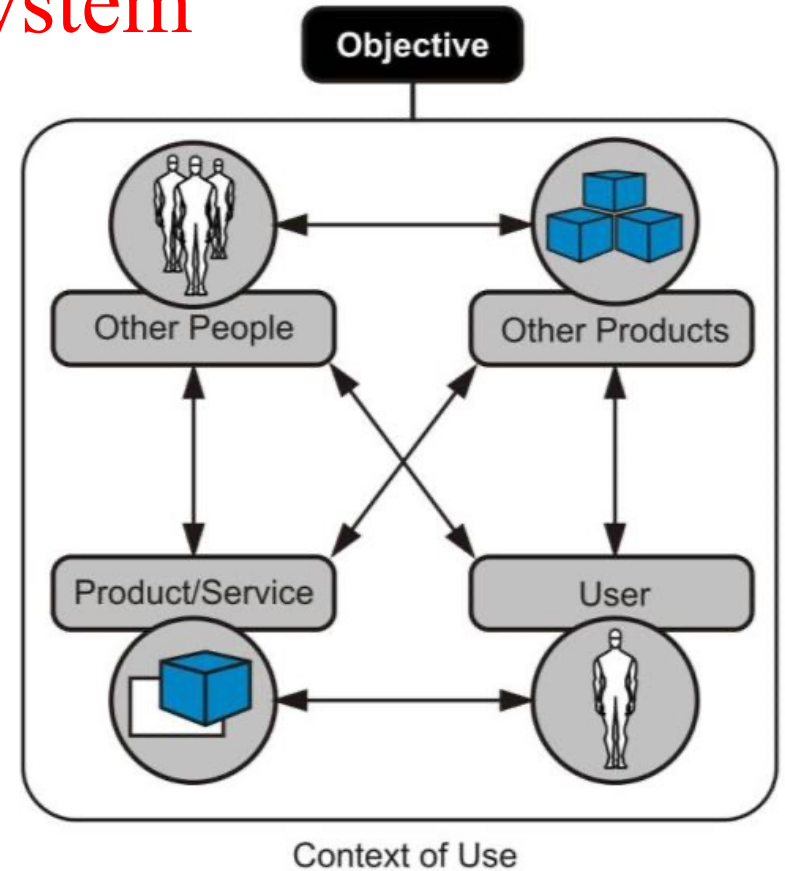 Objective
Other People
Other Products
Product/Service
User
Context of Use